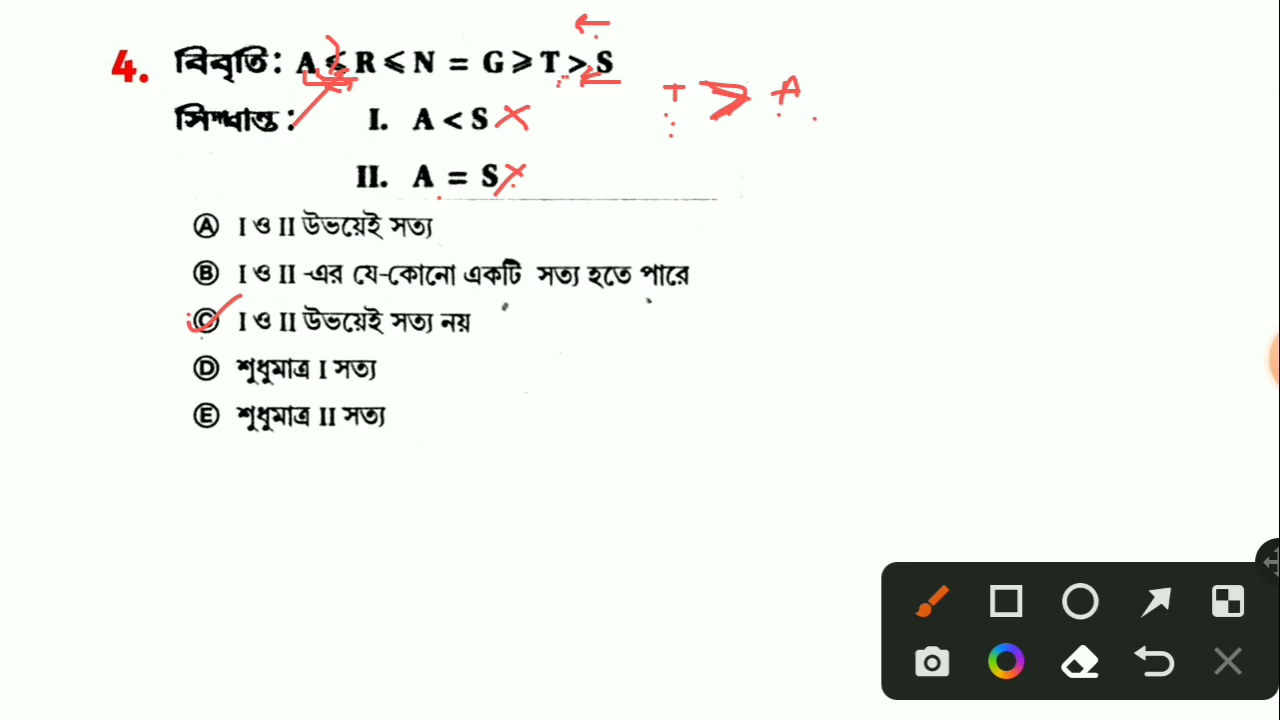 4. বিবৃতি: A ⩽ R ⩽ N = G ⩾ T > S
T ⩾ A
সিদ্ধান্ত: I. A < S
II. A = S
Ⓐ I ও II উভয়েই সত্য
Ⓑ I ও II -এর যে-কোনো একটি সত্য হতে পারে
Ⓒ I ও II উভয়েই সত্য নয়
Ⓓ শুধুমাত্র I সত্য
Ⓔ শুধুমাত্র II সত্য